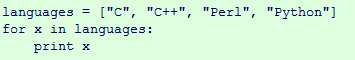 languages = ["C", "C++", "Perl", "Python"]
for x in languages:
    print x